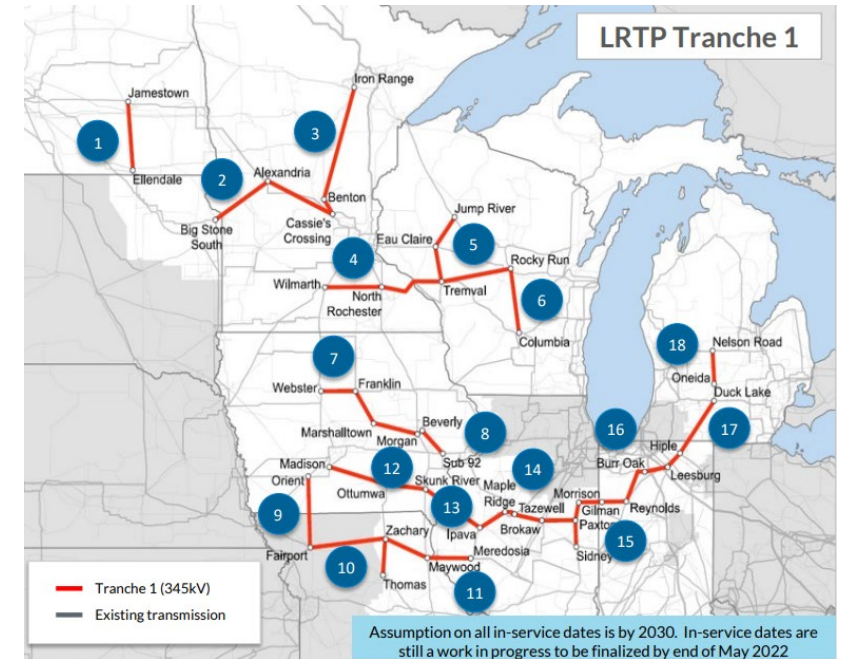 LRTP Tranche 1
Iron Range
Jamestown
3
1
Ellendale
2
Alexandria
Benton
Big Stone
South
Cassie's
Crossing
Jump River
Eau Claire
5
4
Rocky Run
Wilmarth
North
Rochester
Tremval
6
Columbia
18
Nelson Road
7
Oneida
Duck Lake
Webster
Franklin
Beverly
8
16
17
Marshalltown
Morgan
Hiple
Sub 92
Burr Oak
Leesburg
Madison
12
14
Orient
Skunk River
Maple
Ridge
Ottumwa
13
Morrison
Tazewell
Gilman
Reynolds
9
Ipava
Brokaw
Paxton
15
Zachary
Sidney
Fairport
Meredosia
10
Maywood
Thomas
11
Tranche 1 (345kV)
Existing transmission
Assumption on all in-service dates is by 2030. In-service dates are
still a work in progress to be finalized by end of May 2022